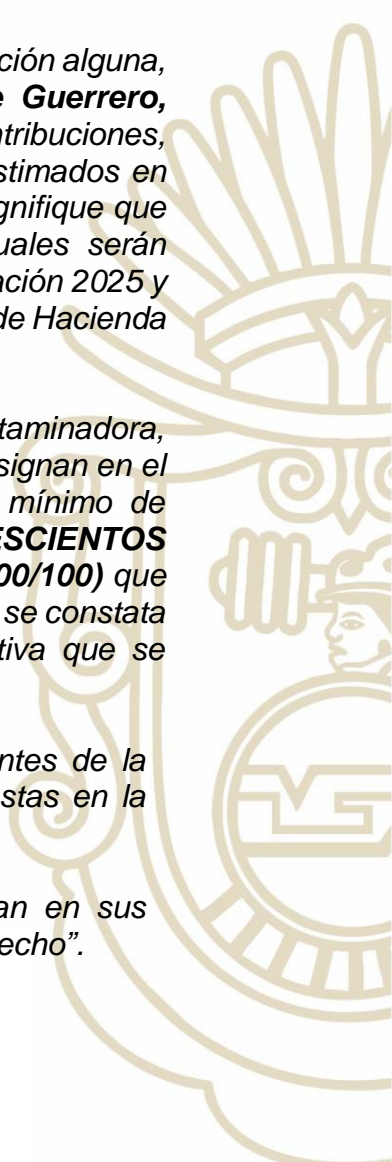 ción alguna,
e Guerrero,
ntribuciones,
stimados en
gnifique que
uales serán
ación 2025 y
de Hacienda
taminadora,
signan en el
mínimo de
ESCIENTOS
00/100) que
se constata
tiva que se
ntes de la
stas en la
an en sus
echo”.